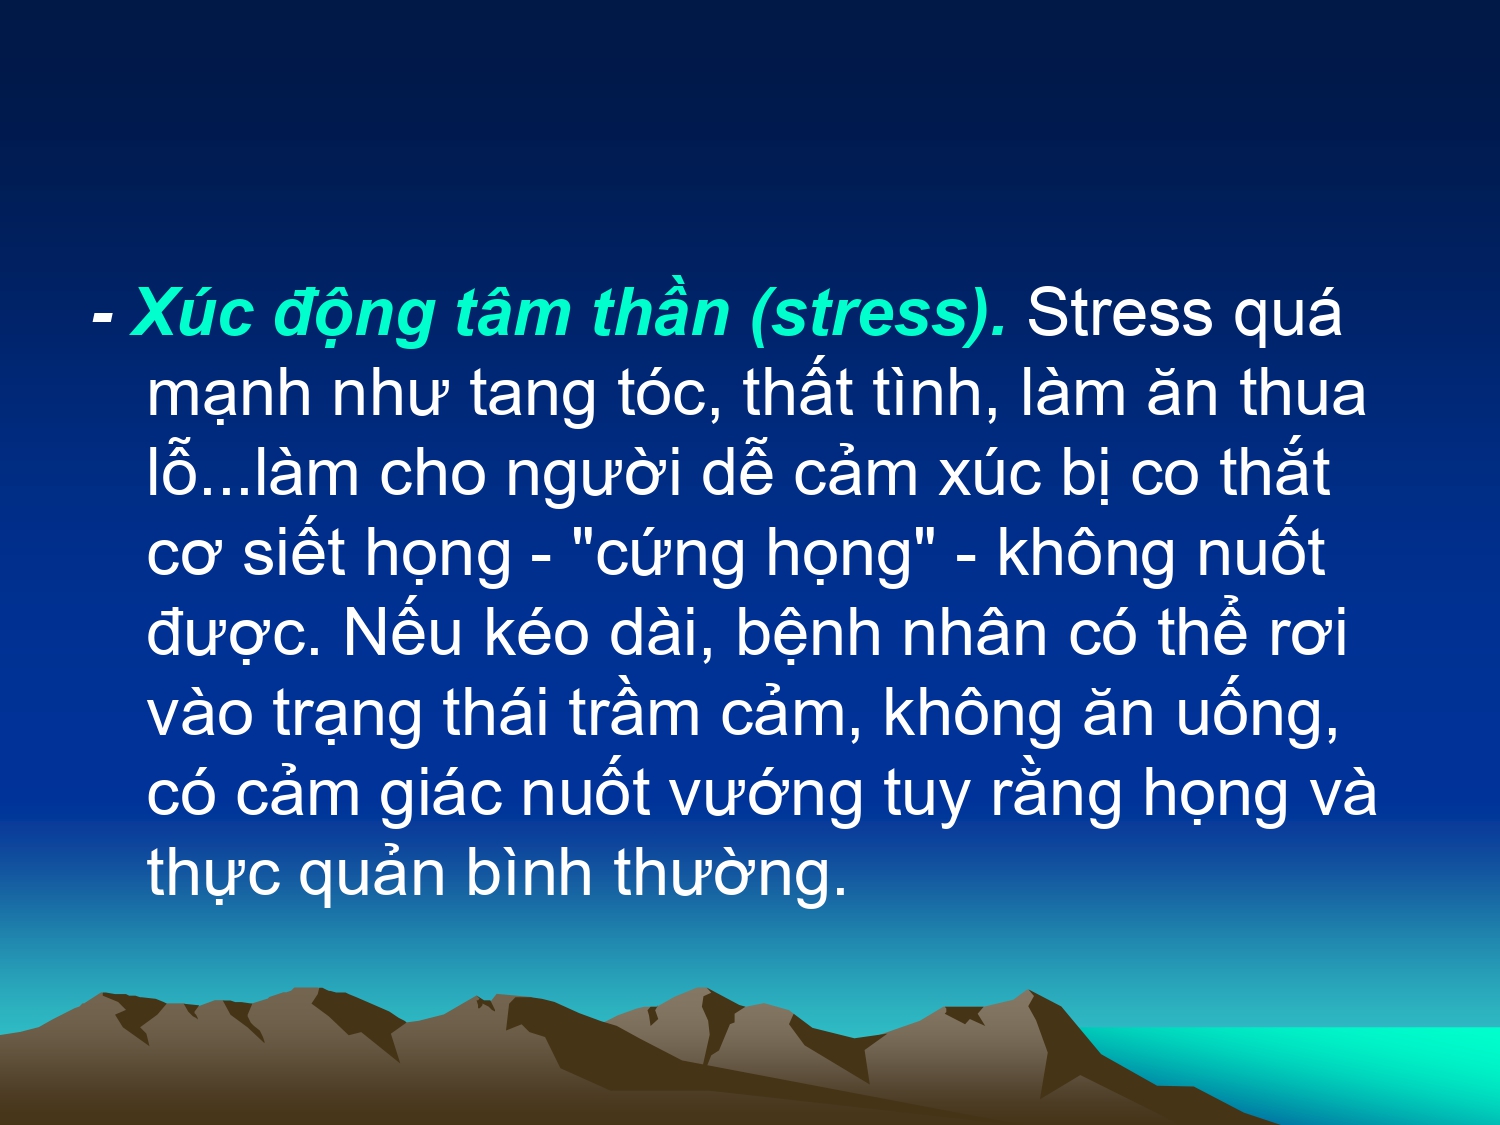 - Xúc động tâm thần (stress). Stress quá
mạnh như tang tóc, thất tình, làm ăn thua
lỗ...làm cho người dễ cảm xúc bị co thắt
cơ siết họng - "cứng họng" - không nuốt
được. Nếu kéo dài, bệnh nhân có thể rơi
vào trạng thái trầm cảm, không ăn uống,
có cảm giác nuốt vướng tuy rằng họng và
thực quản bình thường.